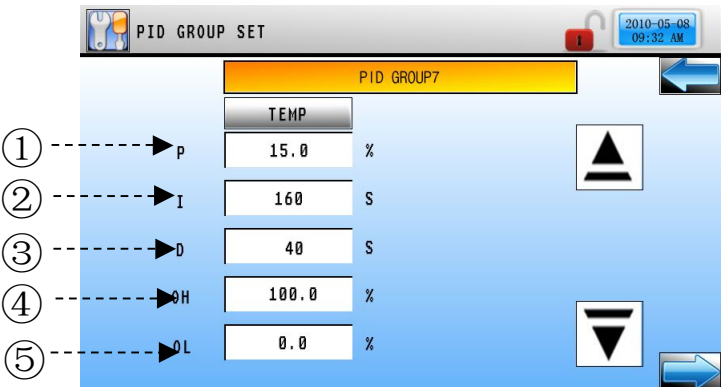 PID GROUP SET
1
2010-05-08
09:32 AM
PID GROUP7
TEMP
① P 15.0 %
② I 160 S
③ D 40 S
④ OH 100.0 %
⑤ OL 0.0 %